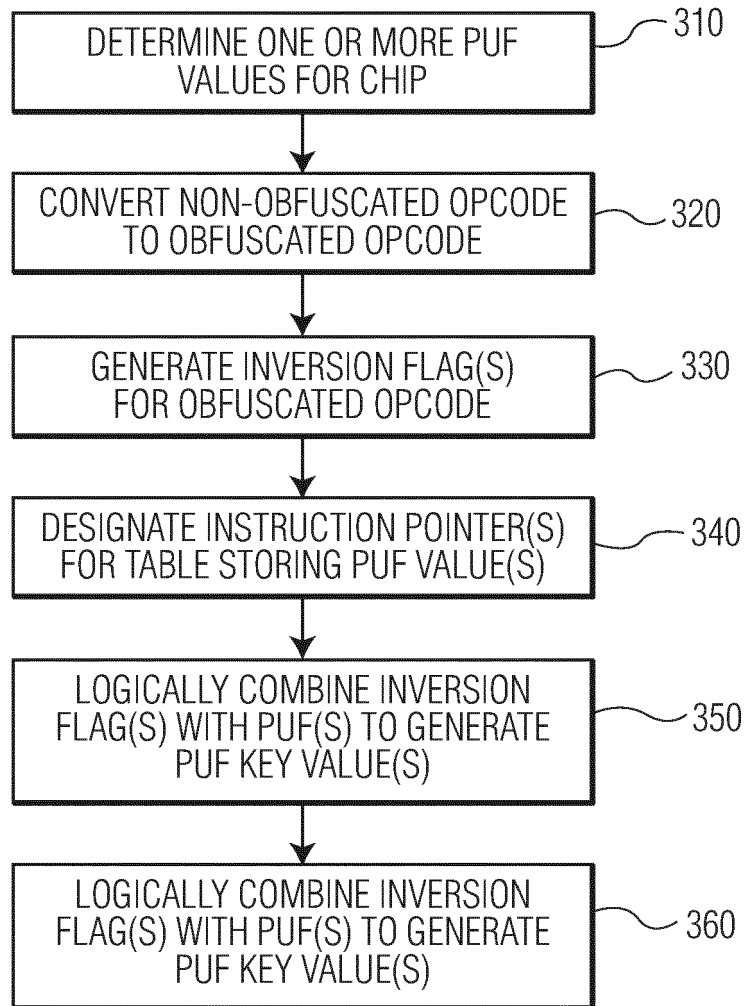 DETERMINE ONE OR MORE PUF
VALUES FOR CHIP
310
CONVERT NON-OBFUSCATED OPCODE
TO OBFUSCATED OPCODE
320
GENERATE INVERSION FLAG(S)
FOR OBFUSCATED OPCODE
330
DESIGNATE INSTRUCTION POINTER(S)
FOR TABLE STORING PUF VALUE(S)
340
LOGICALLY COMBINE INVERSION
FLAG(S) WITH PUF(S) TO GENERATE
PUF KEY VALUE(S)
350
LOGICALLY COMBINE INVERSION
FLAG(S) WITH PUF(S) TO GENERATE
PUF KEY VALUE(S)
360